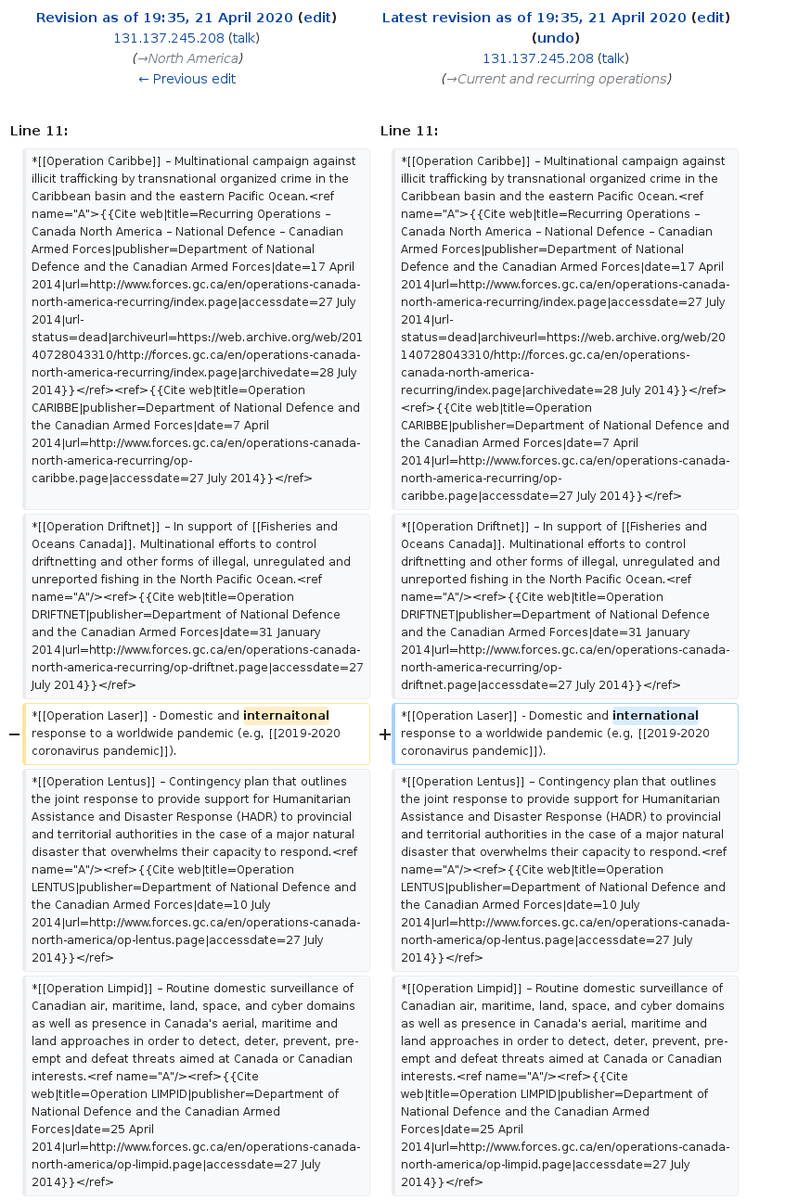 Revision as of 19:35, 21 April 2020 (edit)
131.137.245.208 (talk)
(→North America)
← Previous edit
Latest revision as of 19:35, 21 April 2020 (edit)
(undo)
131.137.245.208 (talk)
(→Current and recurring operations)
Line 11:
Line 11:
*[[Operation Caribbe]] – Multinational campaign against
illicit trafficking by transnational organized crime in the
Caribbean basin and the eastern Pacific Ocean.<ref
name="A">{{Cite web|title=Recurring Operations –
Canada North America – National Defence – Canadian
Armed Forces|publisher=Department of National
Defence and the Canadian Armed Forces|date=17 April
2014|url=http://www.forces.gc.ca/en/operations-canada-
north-america-recurring/index.page|accessdate=27 July
2014|url-
status=dead|archiveurl=https://web.archive.org/web/201
40728043310/http://forces.gc.ca/en/operations-canada-
north-america-recurring/index.page|archivedate=28 July
2014}}</ref><ref>{{Cite web|title=Operation
CARIBBE|publisher=Department of National Defence and
the Canadian Armed Forces|date=7 April
2014|url=http://www.forces.gc.ca/en/operations-canada-
north-america-recurring/op-
caribbe.page|accessdate=27 July 2014}}</ref>
*[[Operation Caribbe]] – Multinational campaign against
illicit trafficking by transnational organized crime in the
Caribbean basin and the eastern Pacific Ocean.<ref
name="A">{{Cite web|title=Recurring Operations –
Canada North America – National Defence – Canadian
Armed Forces|publisher=Department of National
Defence and the Canadian Armed Forces|date=17 April
2014|url=http://www.forces.gc.ca/en/operations-canada-
north-america-recurring/index.page|accessdate=27 July
2014|url-
status=dead|archiveurl=https://web.archive.org/web/20
140728043310/http://forces.gc.ca/en/operations-
canada-north-america-
recurring/index.page|archivedate=28 July 2014}}</ref>
<ref>{{Cite web|title=Operation
CARIBBE|publisher=Department of National Defence and
the Canadian Armed Forces|date=7 April
2014|url=http://www.forces.gc.ca/en/operations-canada-
north-america-recurring/op-
caribbe.page|accessdate=27 July 2014}}</ref>
*[[Operation Driftnet]] – In support of [[Fisheries and
Oceans Canada]]. Multinational efforts to control
driftnetting and other forms of illegal, unregulated and
unreported fishing in the North Pacific Ocean.<ref
name="A"/><ref>{{Cite web|title=Operation
DRIFTNET|publisher=Department of National Defence
and the Canadian Armed Forces|date=31 January
2014|url=http://www.forces.gc.ca/en/operations-canada-
north-america-recurring/op-driftnet.page|accessdate=27
July 2014}}</ref>
*[[Operation Driftnet]] – In support of [[Fisheries and
Oceans Canada]]. Multinational efforts to control
driftnetting and other forms of illegal, unregulated and
unreported fishing in the North Pacific Ocean.<ref
name="A"/><ref>{{Cite web|title=Operation
DRIFTNET|publisher=Department of National Defence
and the Canadian Armed Forces|date=31 January
2014|url=http://www.forces.gc.ca/en/operations-canada-
north-america-recurring/op-
driftnet.page|accessdate=27 July 2014}}</ref>
−
*[[Operation Laser]] - Domestic and internaitonal
response to a worldwide pandemic (e.g, [[2019-2020
coronavirus pandemic]]).
+
*[[Operation Laser]] - Domestic and international
response to a worldwide pandemic (e.g, [[2019-2020
coronavirus pandemic]]).
*[[Operation Lentus]] – Contingency plan that outlines
the joint response to provide support for Humanitarian
Assistance and Disaster Response (HADR) to provincial
and territorial authorities in the case of a major natural
disaster that overwhelms their capacity to respond.<ref
name="A"/><ref>{{Cite web|title=Operation
LENTUS|publisher=Department of National Defence and
the Canadian Armed Forces|date=10 July
2014|url=http://www.forces.gc.ca/en/operations-canada-
north-america/op-lentus.page|accessdate=27 July
2014}}</ref>
*[[Operation Lentus]] – Contingency plan that outlines
the joint response to provide support for Humanitarian
Assistance and Disaster Response (HADR) to provincial
and territorial authorities in the case of a major natural
disaster that overwhelms their capacity to respond.<ref
name="A"/><ref>{{Cite web|title=Operation
LENTUS|publisher=Department of National Defence and
the Canadian Armed Forces|date=10 July
2014|url=http://www.forces.gc.ca/en/operations-canada-
north-america/op-lentus.page|accessdate=27 July
2014}}</ref>
*[[Operation Limpid]] – Routine domestic surveillance of
Canadian air, maritime, land, space, and cyber domains
as well as presence in Canada's aerial, maritime and
land approaches in order to detect, deter, prevent, pre-
empt and defeat threats aimed at Canada or Canadian
interests.<ref name="A"/><ref>{{Cite
web|title=Operation LIMPID|publisher=Department of
National Defence and the Canadian Armed
Forces|date=25 April
2014|url=http://www.forces.gc.ca/en/operations-canada-
north-america/op-limpid.page|accessdate=27 July
2014}}</ref>
*[[Operation Limpid]] – Routine domestic surveillance of
Canadian air, maritime, land, space, and cyber domains
as well as presence in Canada's aerial, maritime and
land approaches in order to detect, deter, prevent, pre-
empt and defeat threats aimed at Canada or Canadian
interests.<ref name="A"/><ref>{{Cite
web|title=Operation LIMPID|publisher=Department of
National Defence and the Canadian Armed
Forces|date=25 April
2014|url=http://www.forces.gc.ca/en/operations-canada-
north-america/op-limpid.page|accessdate=27 July
2014}}</ref>